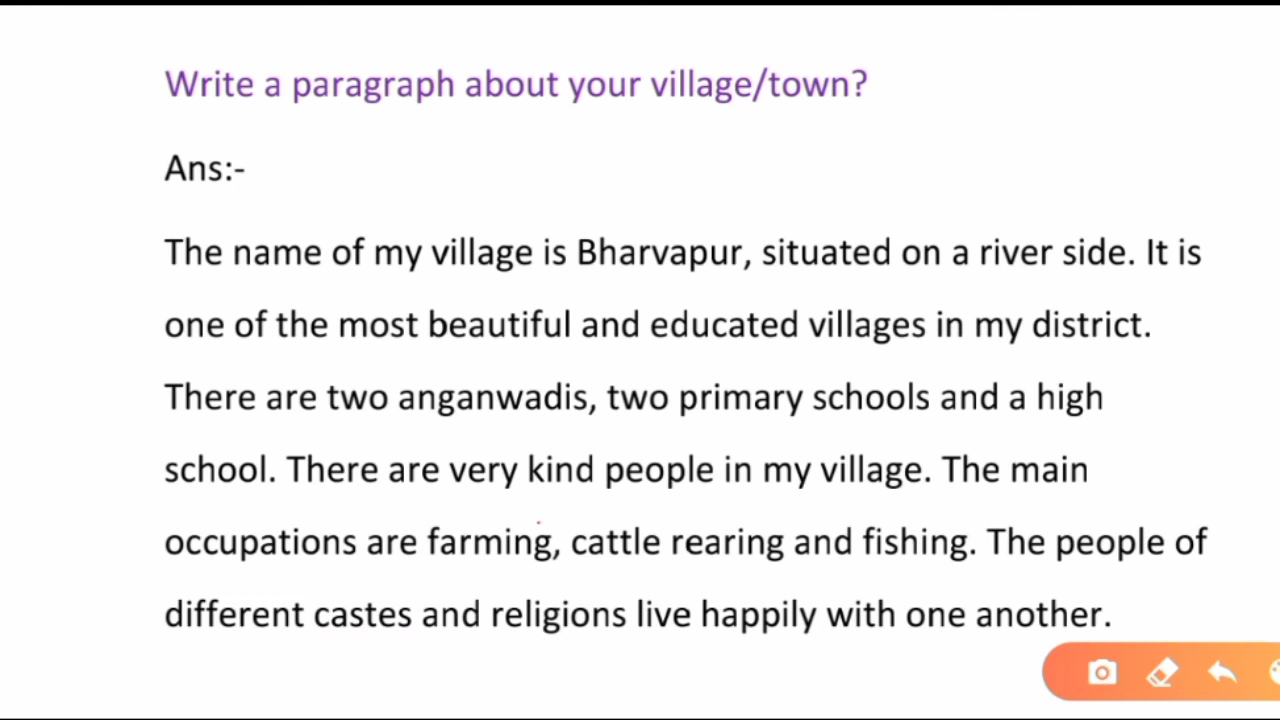 Write a paragraph about your village/town?
Ans:-
The name of my village is Bharvapur, situated on a river side. It is
one of the most beautiful and educated villages in my district.
There are two anganwadis, two primary schools and a high
school. There are very kind people in my village. The main
occupations are farming, cattle rearing and fishing. The people of
different castes and religions live happily with one another.